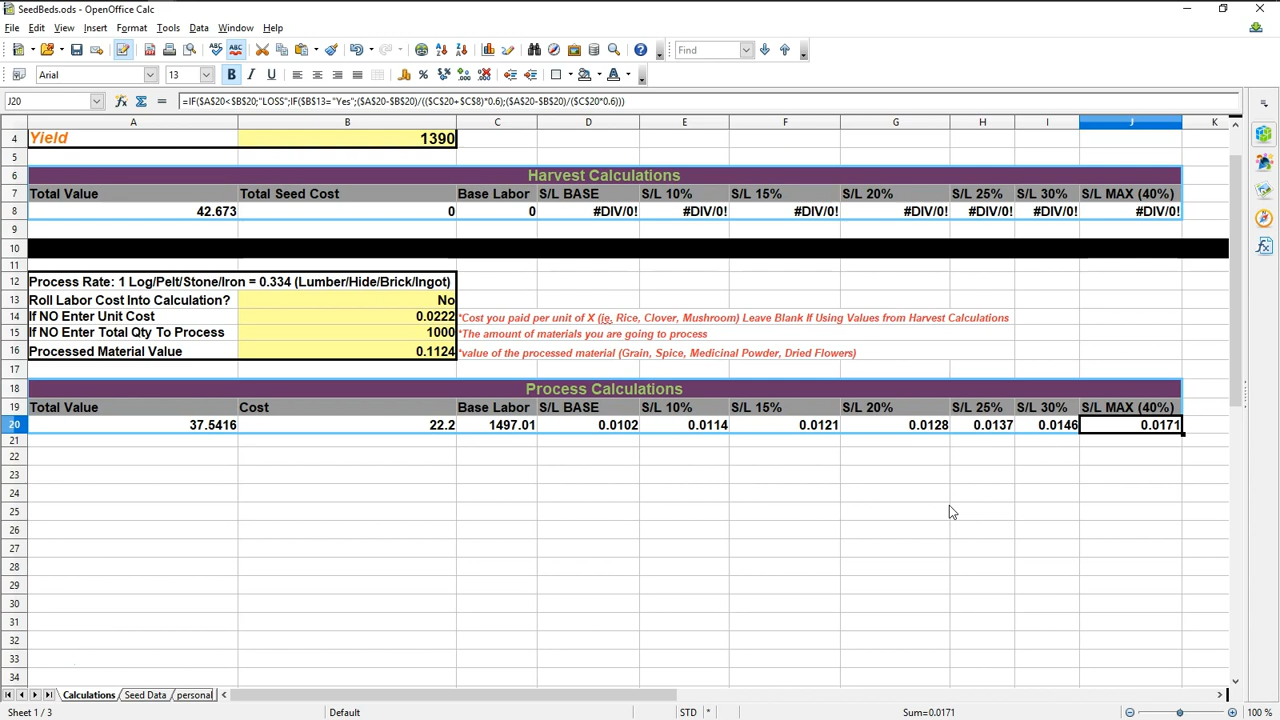 SeedBeds.ods - OpenOffice Calc
File Edit View Insert Format Tools Data Window Help
Find
Arial 13
J20 =IF($A$20<$B$20;"LOSS";IF($B$13="Yes";($A$20-$B$20)/(($C$20+$C$8)*0.6);($A$20-$B$20)/($C$20*0.6)))
A B C D E F G H I J K
4 Yield 1390
5
6 Harvest Calculations
7 Total Value Total Seed Cost Base Labor S/L BASE S/L 10% S/L 15% S/L 20% S/L 25% S/L 30% S/L MAX (40%)
8 42.673 0 0 #DIV/0! #DIV/0! #DIV/0! #DIV/0! #DIV/0! #DIV/0! #DIV/0!
9
10
11
12 Process Rate: 1 Log/Pelt/Stone/Iron = 0.334 (Lumber/Hide/Brick/Ingot)
13 Roll Labor Cost Into Calculation? No
14 If NO Enter Unit Cost 0.0222 *Cost you paid per unit of X (ie, Rice, Clover, Mushroom) Leave Blank If Using Values from Harvest Calculations
15 If NO Enter Total Qty To Process 1000 *The amount of materials you are going to process
16 Processed Material Value 0.1124 *value of the processed material (Grain, Spice, Medicinal Powder, Dried Flowers)
17
18 Process Calculations
19 Total Value Cost Base Labor S/L BASE S/L 10% S/L 15% S/L 20% S/L 25% S/L 30% S/L MAX (40%)
20 37.5416 22.2 1497.01 0.0102 0.0114 0.0121 0.0128 0.0137 0.0146 0.0171
21
22
23
24
25
26
27
28
29
30
31
32
33
34
Calculations Seed Data personal
Sheet 1 / 3 Default STD * Sum=0.0171 100 %